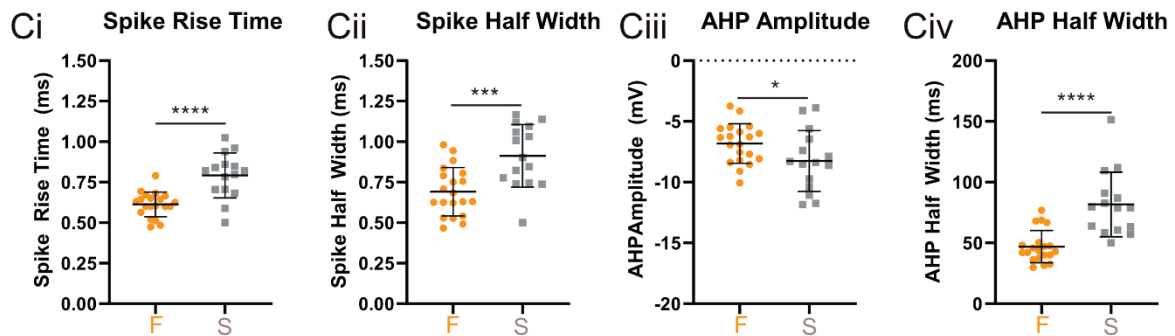 Ci Spike Rise Time
Spike Rise Time (ms)
1.50
1.25
1.00
0.75
0.50
0.25
0.00
****
F S
Cii Spike Half Width
Spike Half Width (ms)
1.50
1.25
1.00
0.75
0.50
0.25
0.00
***
F S
Ciii AHP Amplitude
AHPAmplitude (mV)
0
-5
-10
-15
-20
*
F S
Civ AHP Half Width
AHP Half Width (ms)
200
150
100
50
0
****
F S